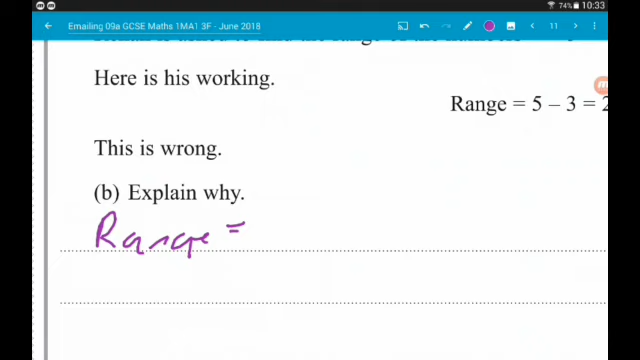 10:33
74%
Emailing 09a GCSE Maths 1MA1 3F - June 2018
11
Here is his working.
Range = 5 – 3 = 2
This is wrong.
(b) Explain why.
Range =